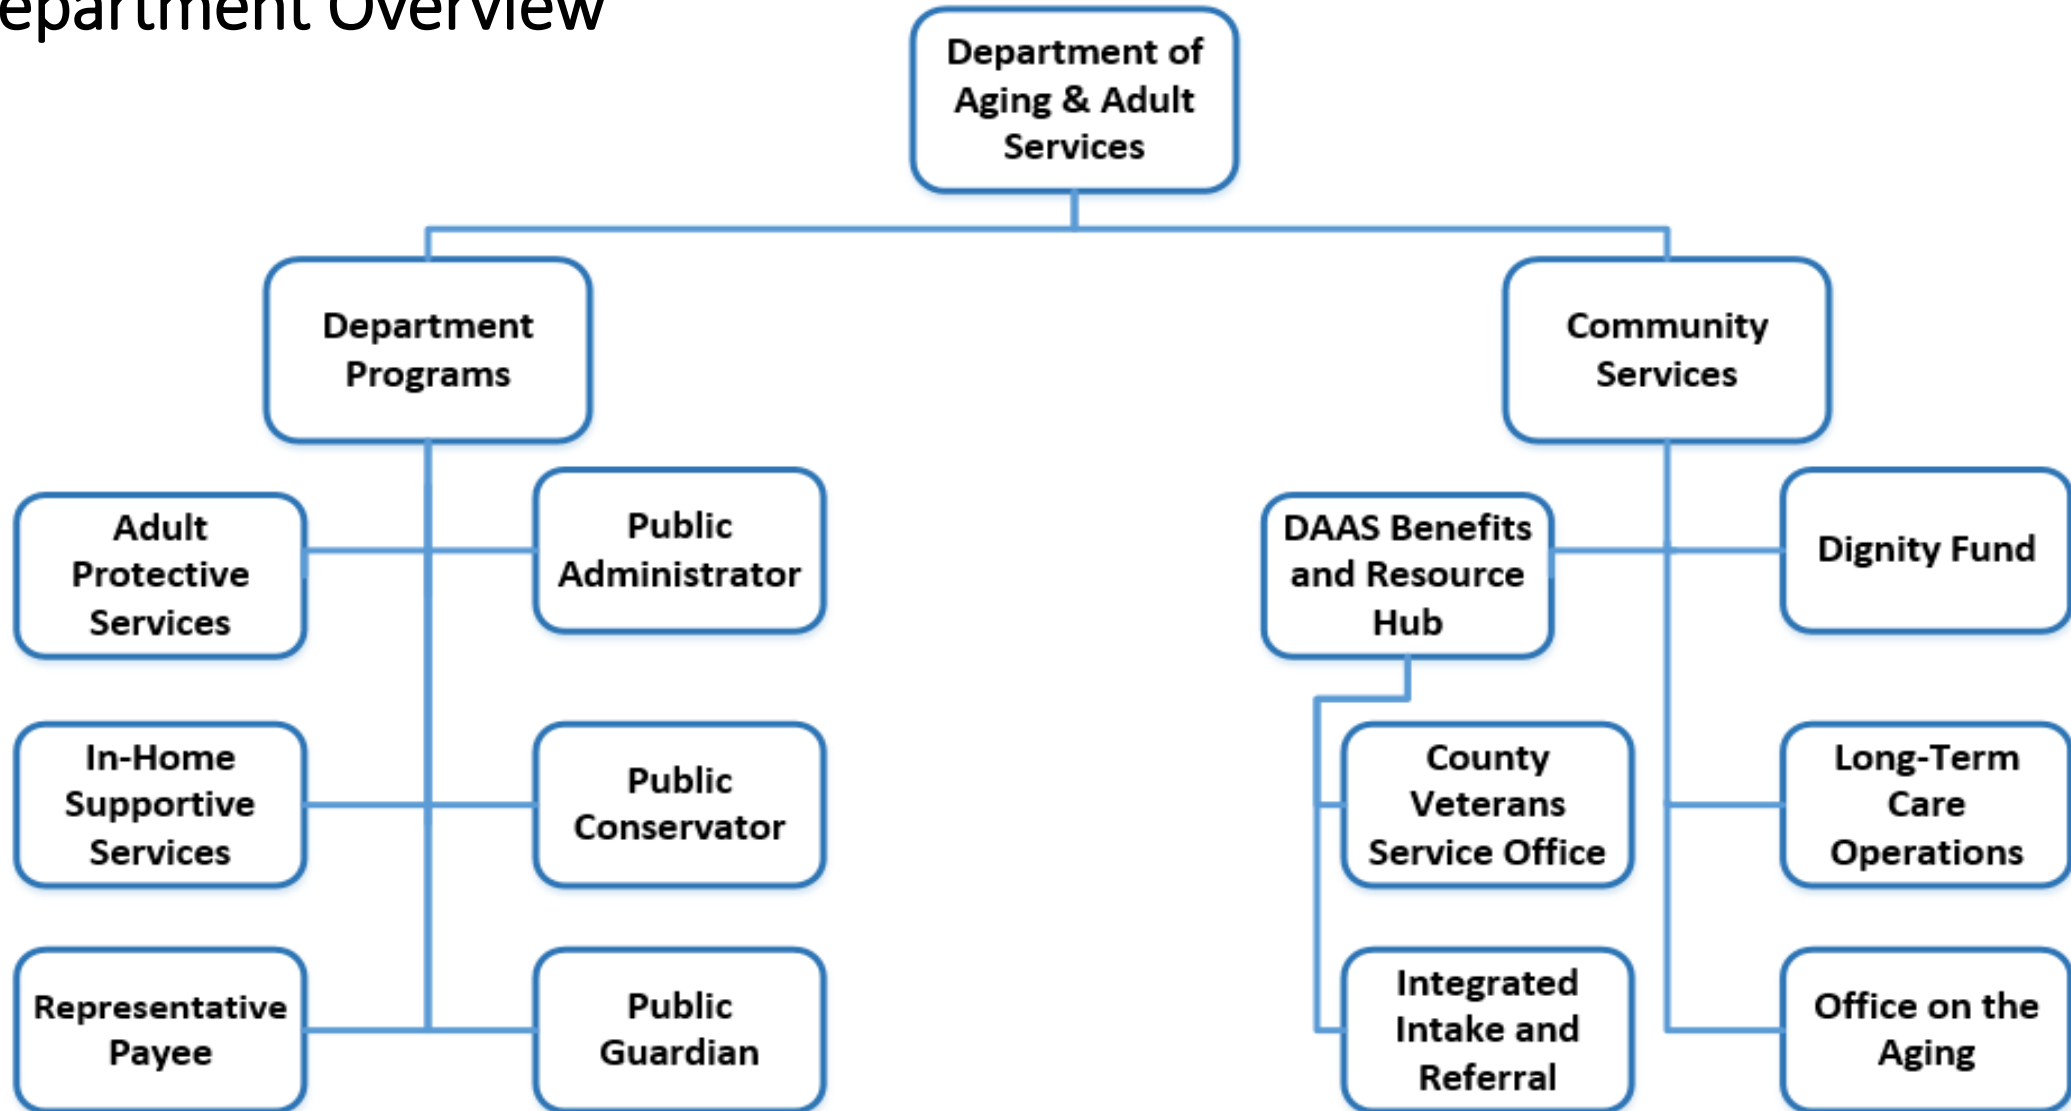 epartment Overview
Department of
Aging & Adult
Services
Department
Programs
Community
Services
Adult
Protective
Services
Public
Administrator
DAAS Benefits
and Resource
Hub
Dignity Fund
In-Home
Supportive
Services
Public
Conservator
County
Veterans
Service Office
Long-Term
Care
Operations
Representative
Payee
Public
Guardian
Integrated
Intake and
Referral
Office on the
Aging